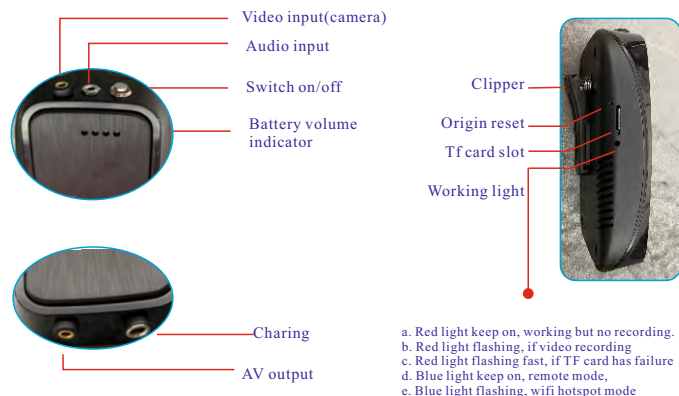 Video input(camera)
Audio input
Switch on/off
Battery volume
indicator
Clipper
Origin reset
Tf card slot
Working light
Charing
AV output
a. Red light keep on, working but no recording.
b. Red light flashing, if video recording
c. Red light flashing fast, if TF card has failure
d. Blue light keep on, remote mode,
e. Blue light flashing, wifi hotspot mode